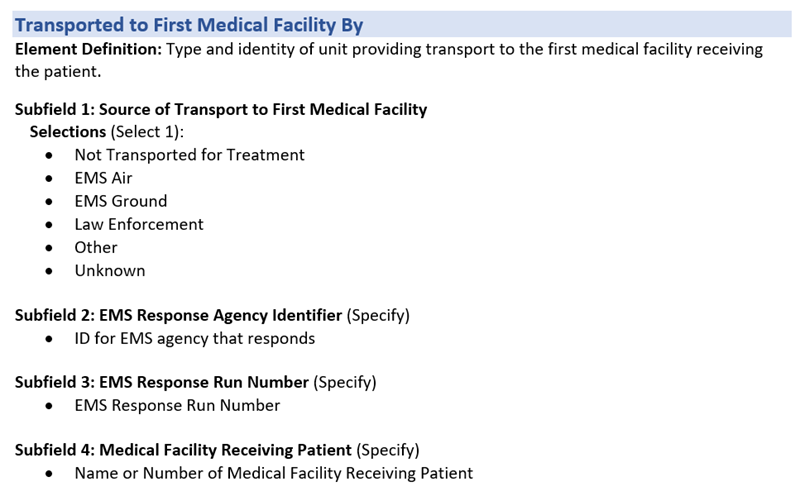 Transported to First Medical Facility By
Element Definition: Type and identity of unit providing transport to the first medical facility receiving
the patient.
Subfield 1: Source of Transport to First Medical Facility
Selections (Select 1):
• Not Transported for Treatment
• EMS Air
• EMS Ground
• Law Enforcement
• Other
• Unknown
Subfield 2: EMS Response Agency Identifier (Specify)
• ID for EMS agency that responds
Subfield 3: EMS Response Run Number (Specify)
• EMS Response Run Number
Subfield 4: Medical Facility Receiving Patient (Specify)
• Name or Number of Medical Facility Receiving Patient